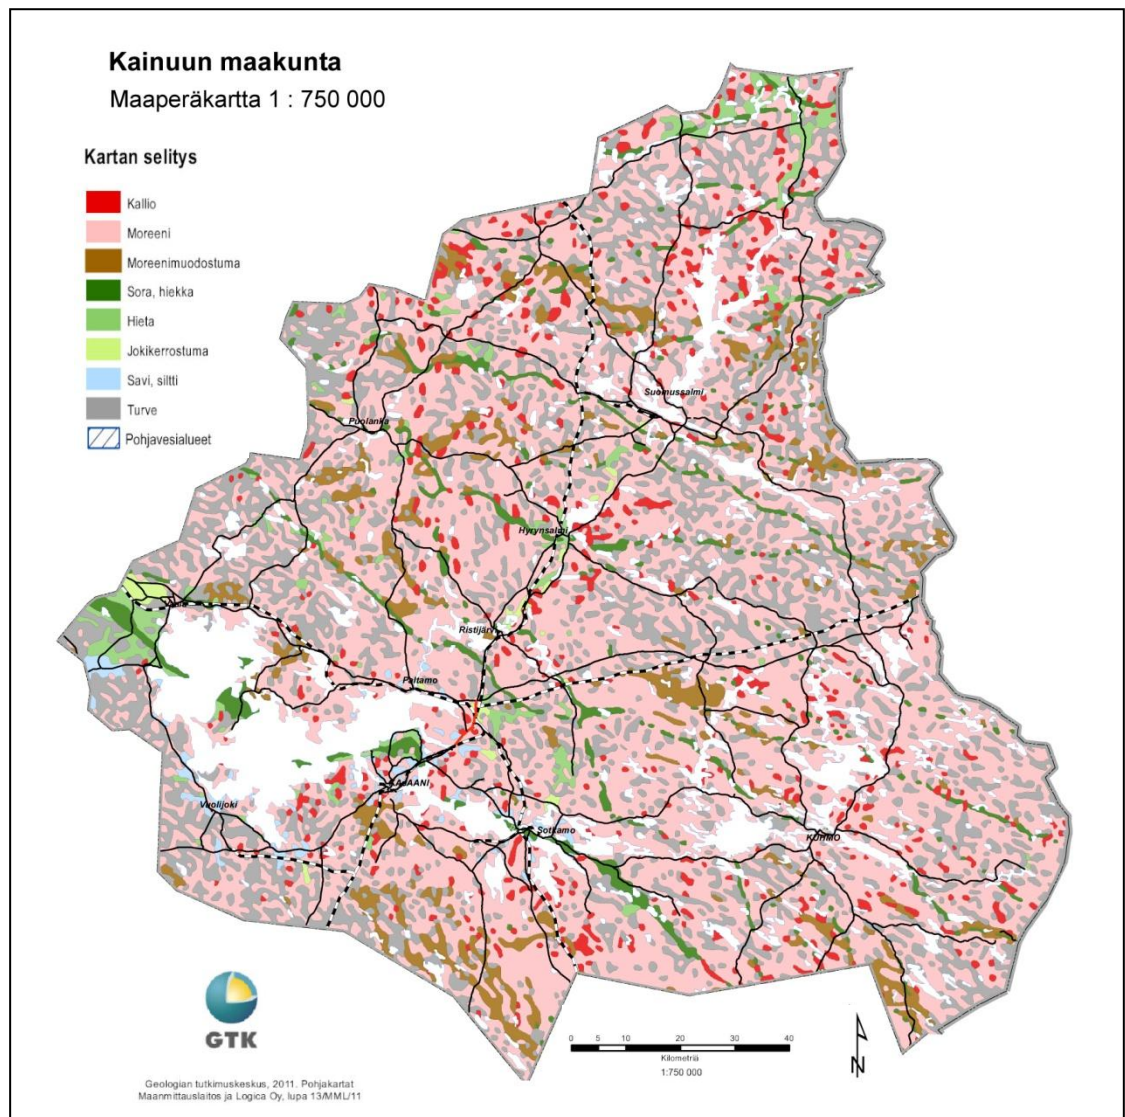 Kainuun maakunta
Maaperäkartta 1 : 750 000
Kartan selitys
Kallio
Moreeni
Moreenimuodostuma
Sora, hiekka
Hieta
Jokikerrostuma
Savi, siltti
Turve
Pohjavesialueet
Suomussalmi
Puolanka
Hyrynsalmi
Ristijärvi
Paltamo
KAJAANI
Vuolijoki
Sotkamo
KUHMO
GTK
0 5 10 20 30 40
Kilometriä
1:750 000
N
Geologian tutkimuskeskus, 2011. Pohjakartat
Maanmittauslaitos ja Logica Oy, lupa 13/MML/11